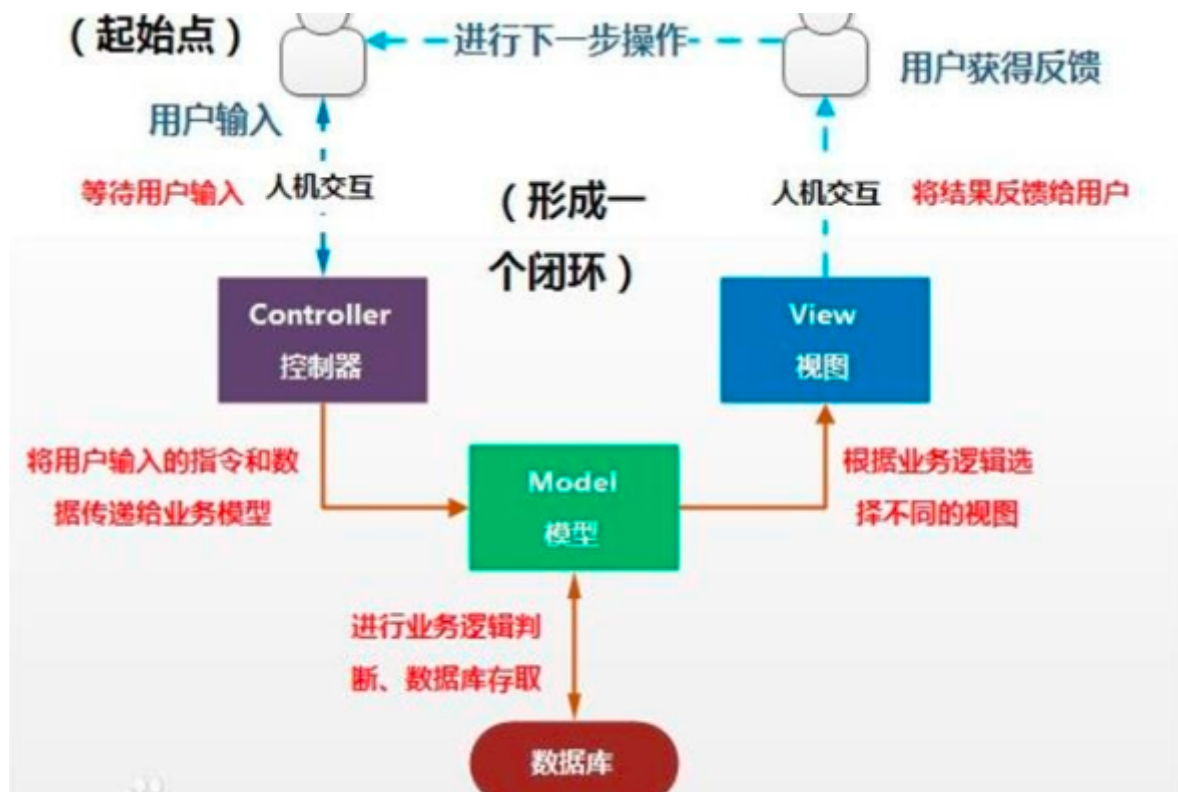 （起始点）
进行下一步操作
用户获得反馈
用户输入
等待用户输入
人机交互
（形成一
个闭环）
人机交互
将结果反馈给用户
Controller
控制器
View
视图
将用户输入的指令和数
据传递给业务模型
Model
模型
根据业务逻辑选
择不同的视图
进行业务逻辑判
断、数据库存取
数据库